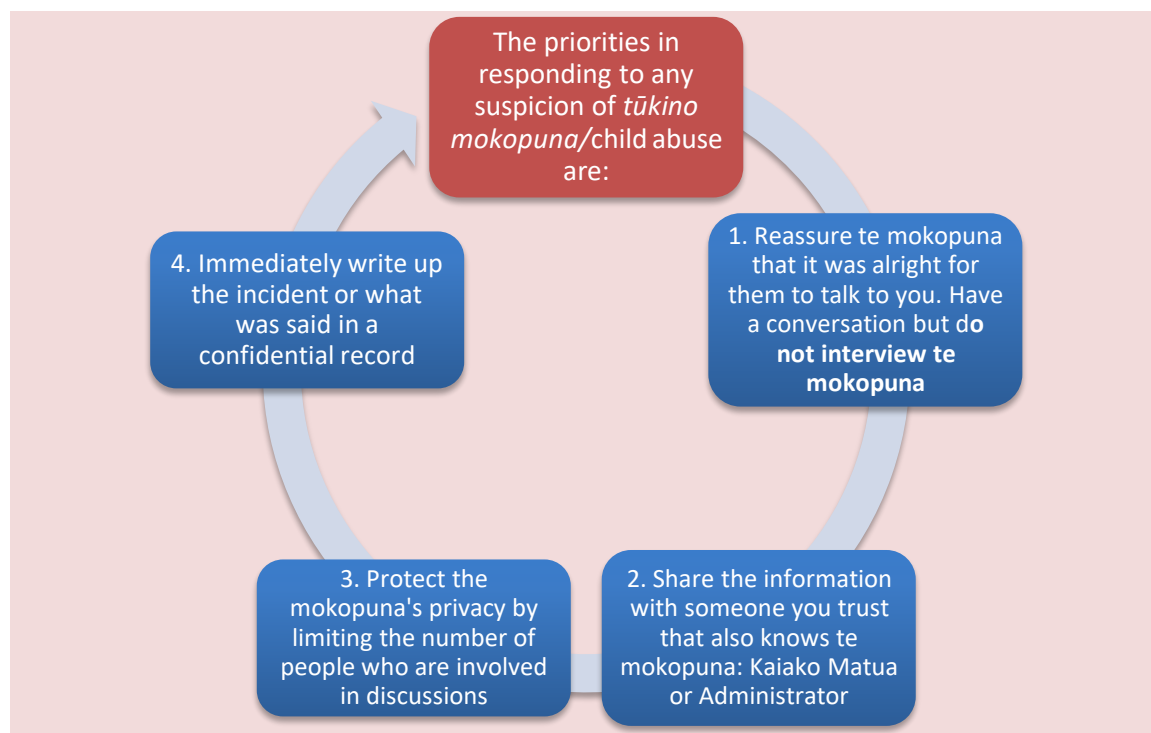 The priorities in
responding to any
suspicion of tūkino
mokopuna/child abuse
are:
1. Reassure te mokopuna
that it was alright for
them to talk to you. Have
a conversation but do
not interview te
mokopuna
2. Share the information
with someone you trust
that also knows te
mokopuna: Kaiako Matua
or Administrator
3. Protect the
mokopuna's privacy by
limiting the number of
people who are involved
in discussions
4. Immediately write up
the incident or what
was said in a
confidential record